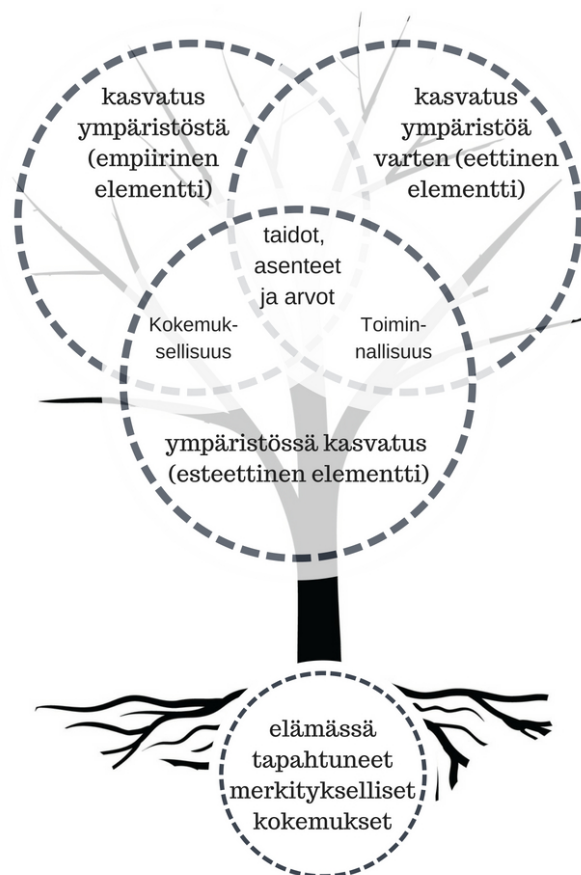 kasvatus
ympäristöstä
(empiirinen
elementti)
kasvatus
ympäristöä
varten (eettinen
elementti)
taidot,
asenteet
ja arvot
Kokemuk-
sellisuus
Toimin-
nallisuus
ympäristössä kasvatus
(esteettinen elementti)
elämässä
tapahtuneet
merkitykselliset
kokemukset